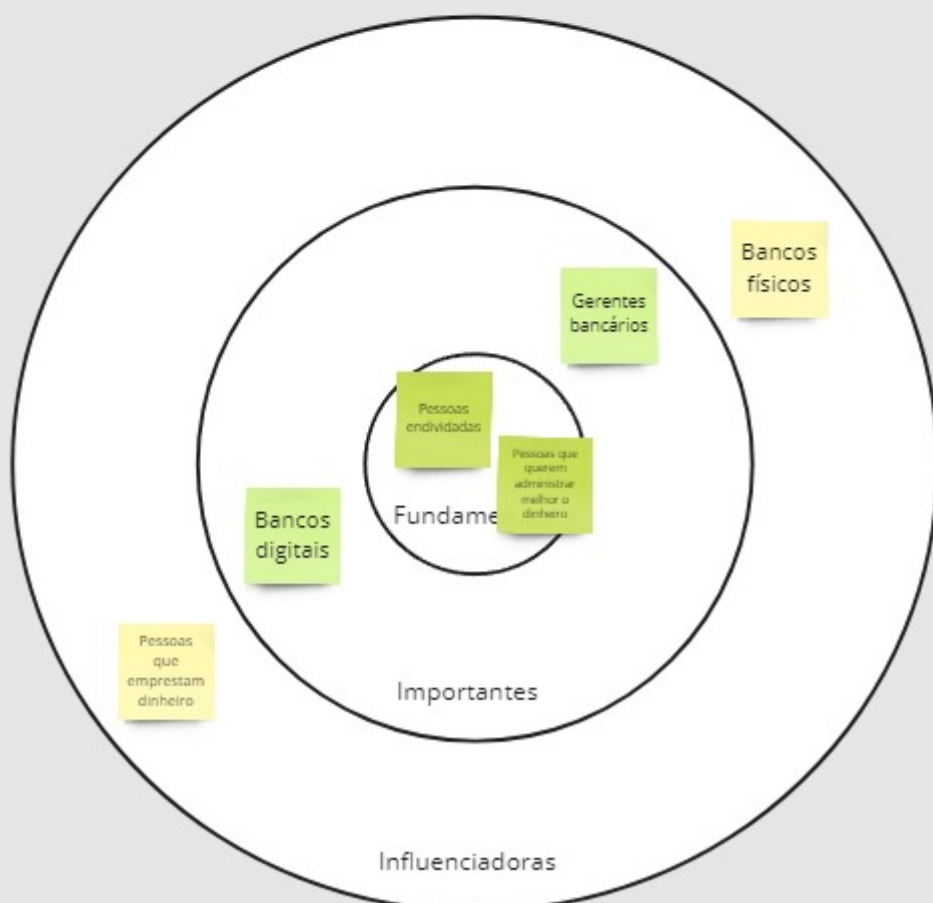 Bancos
físicos
Gerentes
bancários
Pessoas
endividadas
Pessoas que
querem
administrar
melhor o
dinheiro
Fundame
Bancos
digitais
Pessoas
que
emprestam
dinheiro
Importantes
Influenciadoras